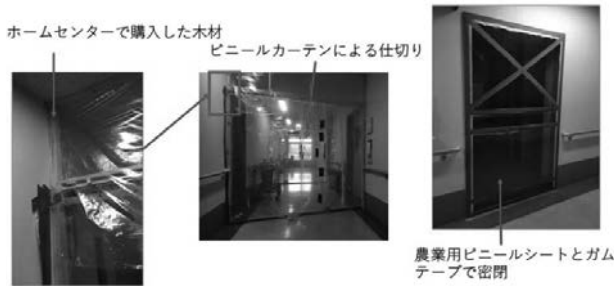 ホームセンターで購入した木材
ビニールカーテンによる仕切り
農業用ビニールシートとガム
テープで密閉